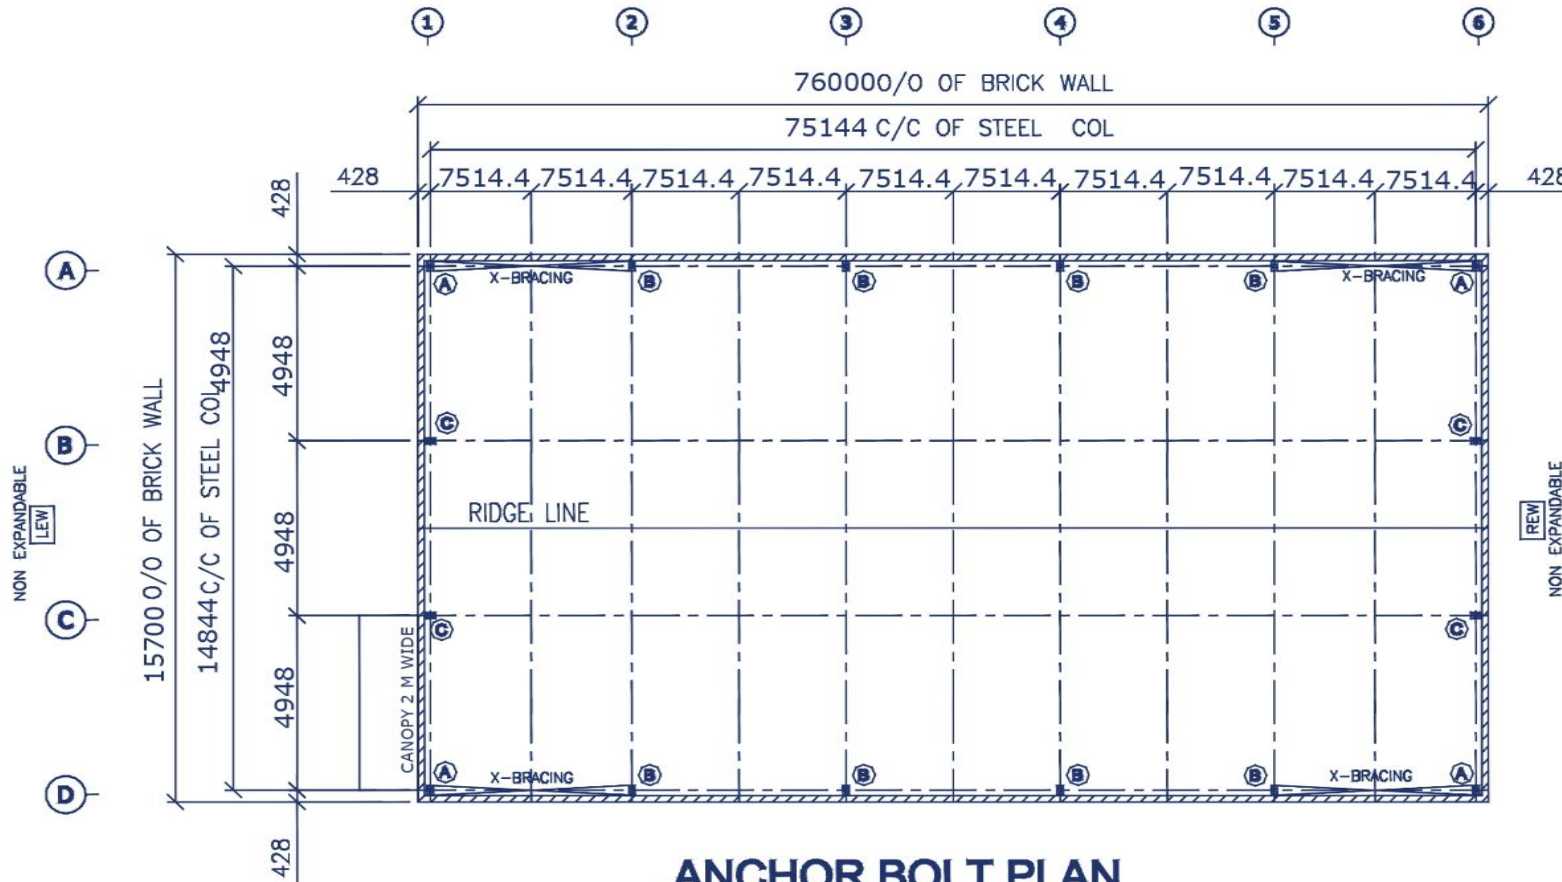 1 2 3 4 5 6
760000/O OF BRICK WALL
75144 C/C OF STEEL COL
428 7514.4 7514.4 7514.4 7514.4 7514.4 7514.4 7514.4 7514.4 7514.4 7514.4 428
428
A
X-BRACING
X-BRACING
A B B B B A
4948
4948
15700 O/O OF BRICK WALL
14844 C/C OF STEEL COL
B
C C
NON EXPANDABLE
LEW
RIDGE LINE
REW
NON EXPANDABLE
4948
C
C C
CANOPY 2 M WIDE
4948
A B B B B A
X-BRACING
X-BRACING
D
428
ANCHOR BOLT PLAN